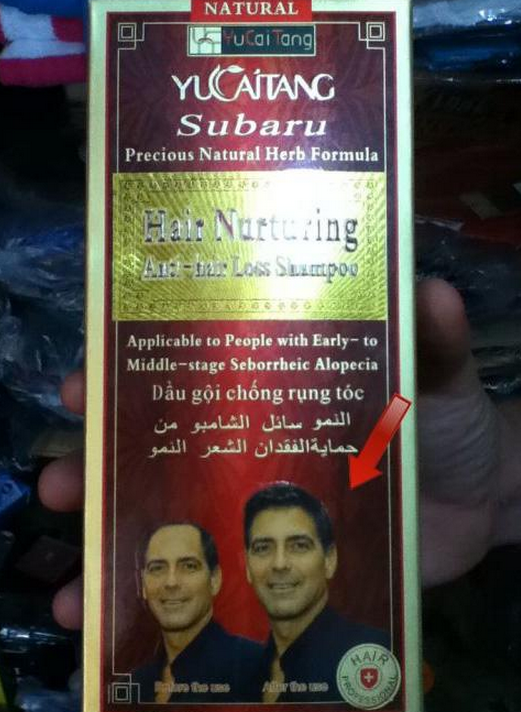 NATURAL
YuCaiTang
YUCAITANG
Subaru
Precious Natural Herb Formula
Hair Nurturing
Anti-hair Loss Shampoo
Applicable to People with Early- to
Middle-stage Seborrheic Alopecia
Dầu gội chống rụng tóc
النمو سائل الشامبو من
حمايةالفقدان الشعر النمو
Before the use
After the use
HAIR
PROFESSIONAL